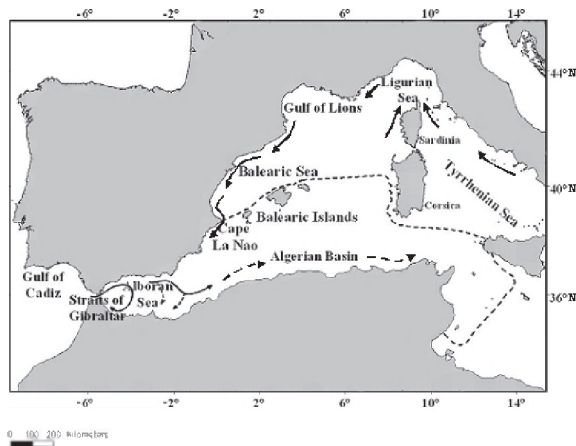 -6° -2° 2° 6° 10° 14°
44°N
Ligurian
Sea
Gulf of Lions
Sardinia
Balearic Sea
Tyrrhenian Sea
40°N
Corsica
Balearic Islands
Cape
La Nao
Algerian Basin
Gulf of
Cadiz
Alboran
Sea
Straits of
Gibraltar
36°N
-6° -2° 2° 6° 10° 14°
0 100 200 Kilometers